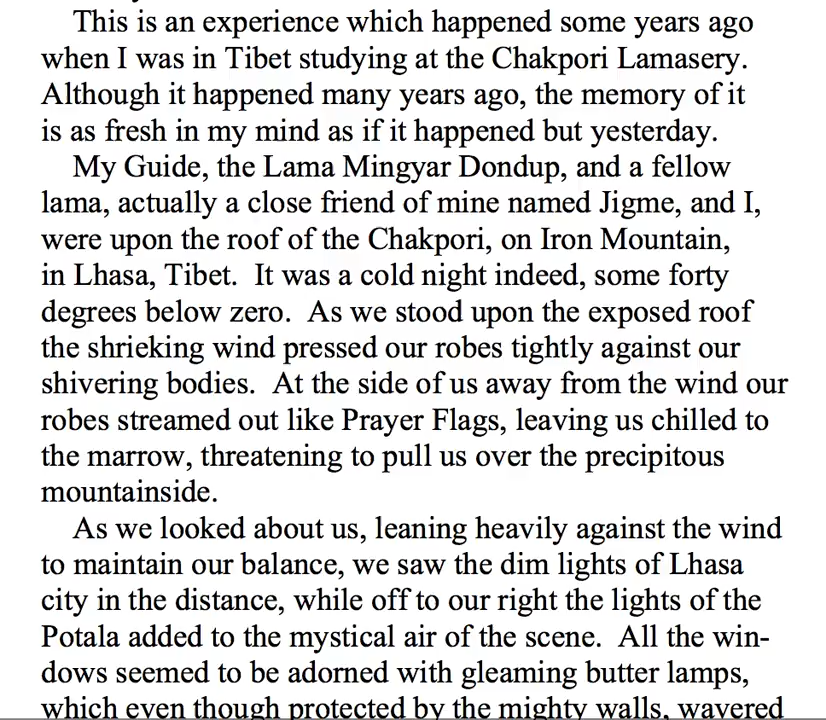 This is an experience which happened some years ago
when I was in Tibet studying at the Chakpori Lamasery.
Although it happened many years ago, the memory of it
is as fresh in my mind as if it happened but yesterday.
My Guide, the Lama Mingyar Dondup, and a fellow
lama, actually a close friend of mine named Jigme, and I,
were upon the roof of the Chakpori, on Iron Mountain,
in Lhasa, Tibet.  It was a cold night indeed, some forty
degrees below zero.  As we stood upon the exposed roof
the shrieking wind pressed our robes tightly against our
shivering bodies.  At the side of us away from the wind our
robes streamed out like Prayer Flags, leaving us chilled to
the marrow, threatening to pull us over the precipitous
mountainside.
As we looked about us, leaning heavily against the wind
to maintain our balance, we saw the dim lights of Lhasa
city in the distance, while off to our right the lights of the
Potala added to the mystical air of the scene.  All the win-
dows seemed to be adorned with gleaming butter lamps,
which even though protected by the mighty walls, wavered